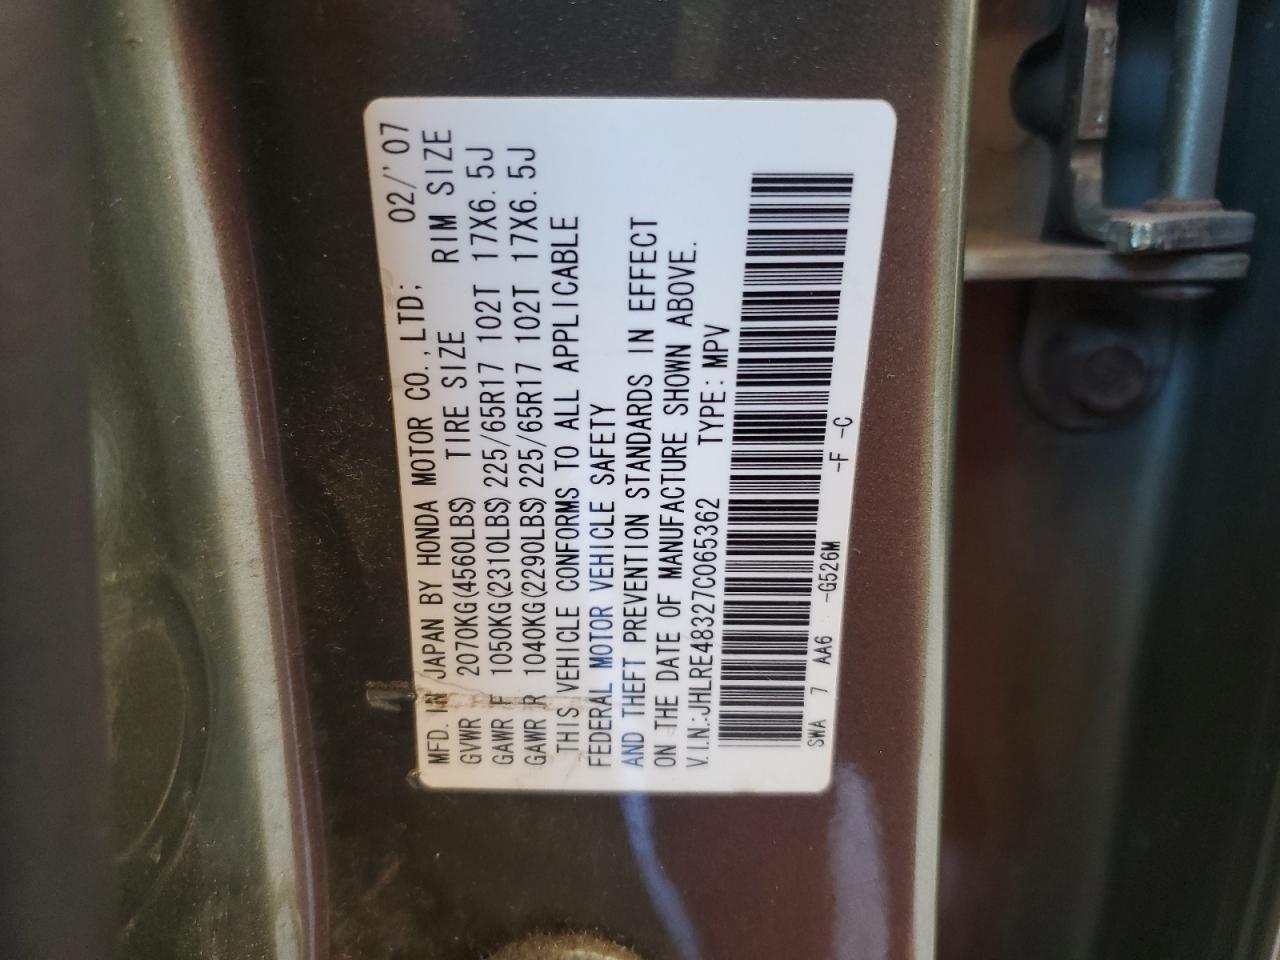 MFD. IN JAPAN BY HONDA MOTOR CO., LTD; 02/'07
GVWR 2070KG(4560LBS) TIRE SIZE RIM SIZE
GAWR F 1050KG(2310LBS) 225/65R17 102T 17X6.5J
GAWR R 1040KG(2290LBS) 225/65R17 102T 17X6.5J
THIS VEHICLE CONFORMS TO ALL APPLICABLE
FEDERAL MOTOR VEHICLE SAFETY
AND THEFT PREVENTION STANDARDS IN EFFECT
ON THE DATE OF MANUFACTURE SHOWN ABOVE.
V.I.N.:JHLRE48327C065362 TYPE: MPV
SWA 7 AA6 -G526M -F -C